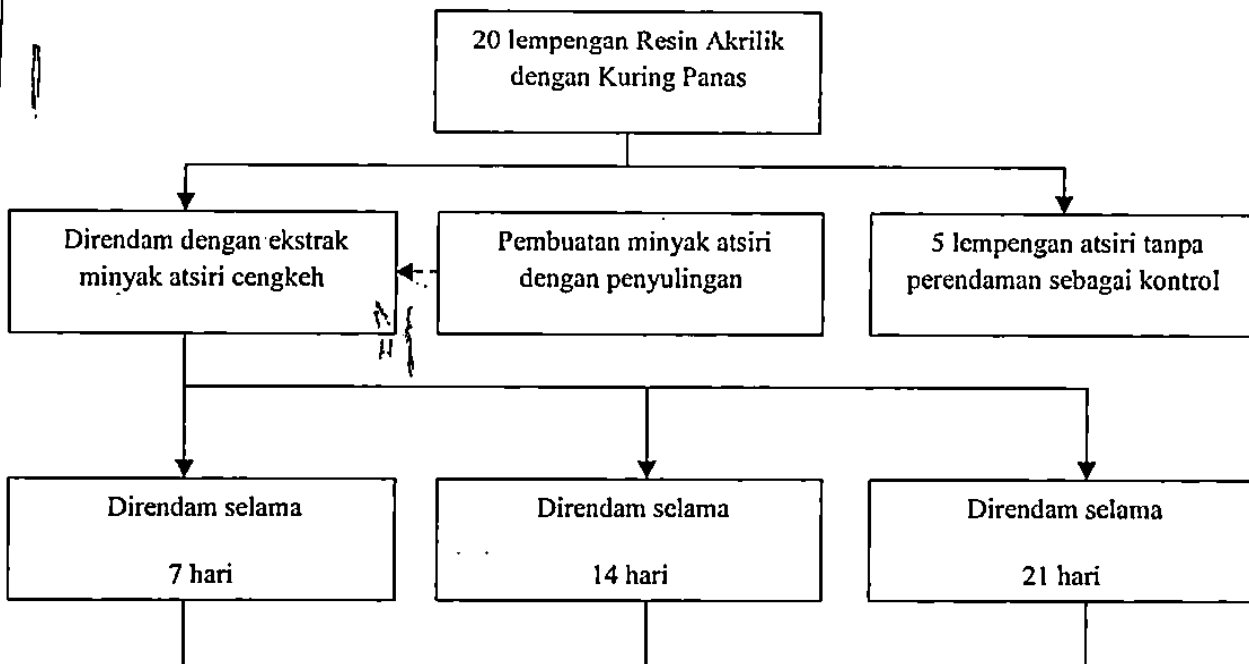 20 lempengan Resin Akrilik
dengan Kuring Panas
Direndam dengan ekstrak
minyak atsiri cengkeh
Pembuatan minyak atsiri
dengan penyulingan
5 lempengan atsiri tanpa
perendaman sebagai kontrol
Direndam selama
7 hari
Direndam selama
14 hari
Direndam selama
21 hari